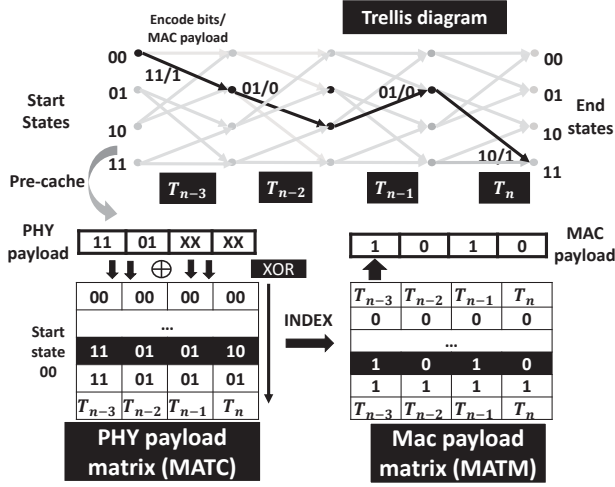 Encode bits/
MAC payload
Trellis diagram
00
00
11/1
01
01/0
01/0
01
Start
States
End
states
10
10
11
10/1
11
Pre-cache
T_{n-3} T_{n-2} T_{n-1} T_n
PHY
payload
11 01 XX XX
1 0 1 0
MAC
payload
⊕
XOR
00 00 00 00
...
Start
state
00
11 01 01 10
11 01 01 01
T_{n-3} T_{n-2} T_{n-1} T_n
INDEX
T_{n-3} T_{n-2} T_{n-1} T_n
0 0 0 0
...
1 0 1 0
1 1 1 1
T_{n-3} T_{n-2} T_{n-1} T_n
PHY payload
matrix (MATC)
Mac payload
matrix (MATM)